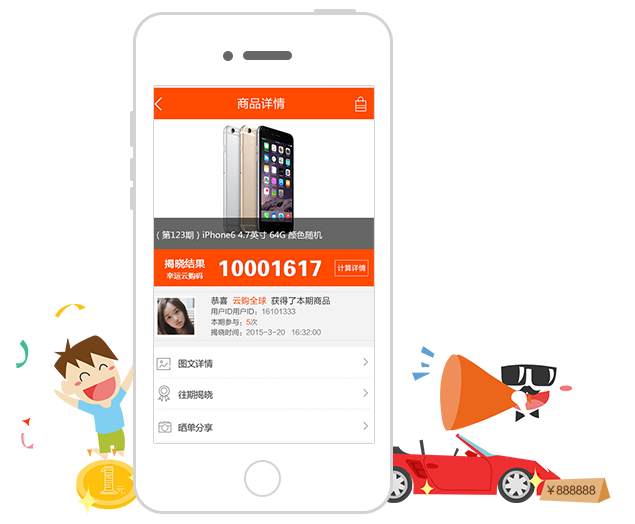 商品详情
（第123期）iPhone6 4.7英寸 64G 颜色随机
揭晓结果
幸运云购码
10001617
计算详情
恭喜 云购全球 获得了本期商品
用户ID用户ID：16101333
本期参与：5次
揭晓时间：2015-3-20 16:32:00
图文详情
往期揭晓
晒单分享
1元
￥888888